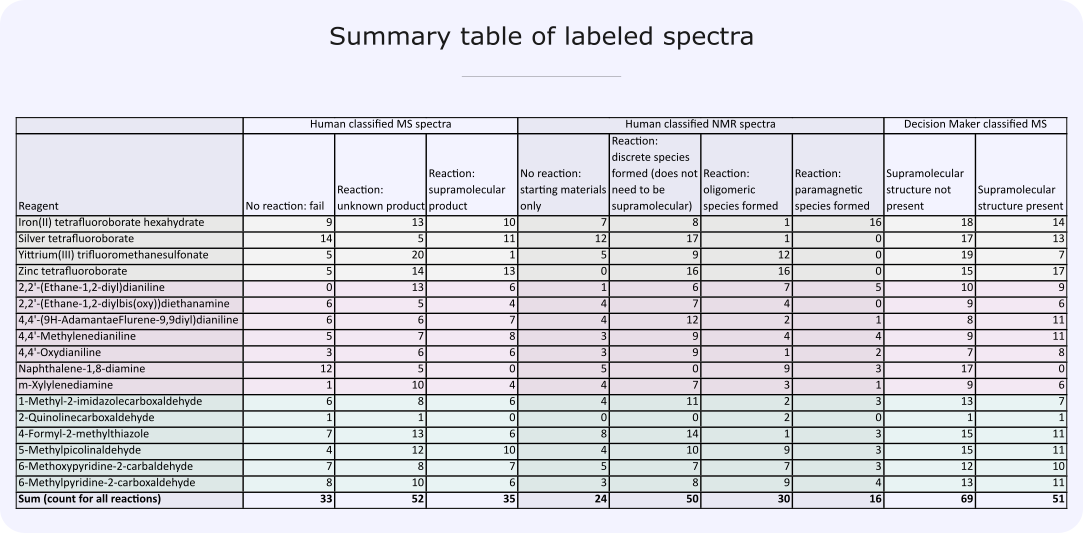 Summary table of labeled spectra
Human classified MS spectra Human classified NMR spectra Decision Maker classified MS
Reagent No reaction: fail Reaction: unknown product Reaction: supramolecular product No reaction: starting materials only Reaction: discrete species formed (does not need to be supramolecular) Reaction: oligomeric species formed Reaction: paramagnetic species formed Supramolecular structure not present Supramolecular structure present
Iron(II) tetrafluoroborate hexahydrate 9 13 10 7 8 1 16 18 14
Silver tetrafluoroborate 14 5 11 12 17 1 0 17 13
Yittrium(III) trifluoromethanesulfonate 5 20 1 5 9 12 0 19 7
Zinc tetrafluoroborate 5 14 13 0 16 16 0 15 17
2,2'-(Ethane-1,2-diyl)dianiline 0 13 6 1 6 7 5 10 9
2,2'-(Ethane-1,2-diylbis(oxy))diethanamine 6 5 4 4 7 4 0 9 6
4,4'-(9H-AdamantaeFlurene-9,9diyl)dianiline 6 6 7 4 12 2 1 8 11
4,4'-Methylenedianiline 5 7 8 3 9 4 4 9 11
4,4'-Oxydianiline 3 6 6 3 9 1 2 7 8
Naphthalene-1,8-diamine 12 5 0 5 0 9 3 17 0
m-Xylylenediamine 1 10 4 4 7 3 1 9 6
1-Methyl-2-imidazolecarboxaldehyde 6 8 6 4 11 2 3 13 7
2-Quinolinecarboxaldehyde 1 1 0 0 0 2 0 1 1
4-Formyl-2-methylthiazole 7 13 6 8 14 1 3 15 11
5-Methylpicolinaldehyde 4 12 10 4 10 9 3 15 11
6-Methoxypyridine-2-carbaldehyde 7 8 7 5 7 7 3 12 10
6-Methylpyridine-2-carboxaldehyde 8 10 6 3 8 9 4 13 11
Sum (count for all reactions) 33 52 35 24 50 30 16 69 51